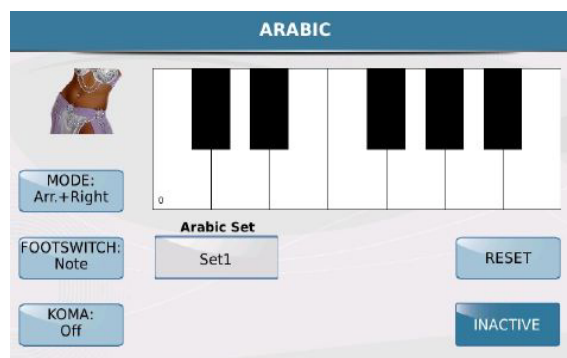 ARABIC
MODE:
Arr.+Right
0
Arabic Set
FOOTSWITCH:
Note
Set1
RESET
KOMA:
Off
INACTIVE